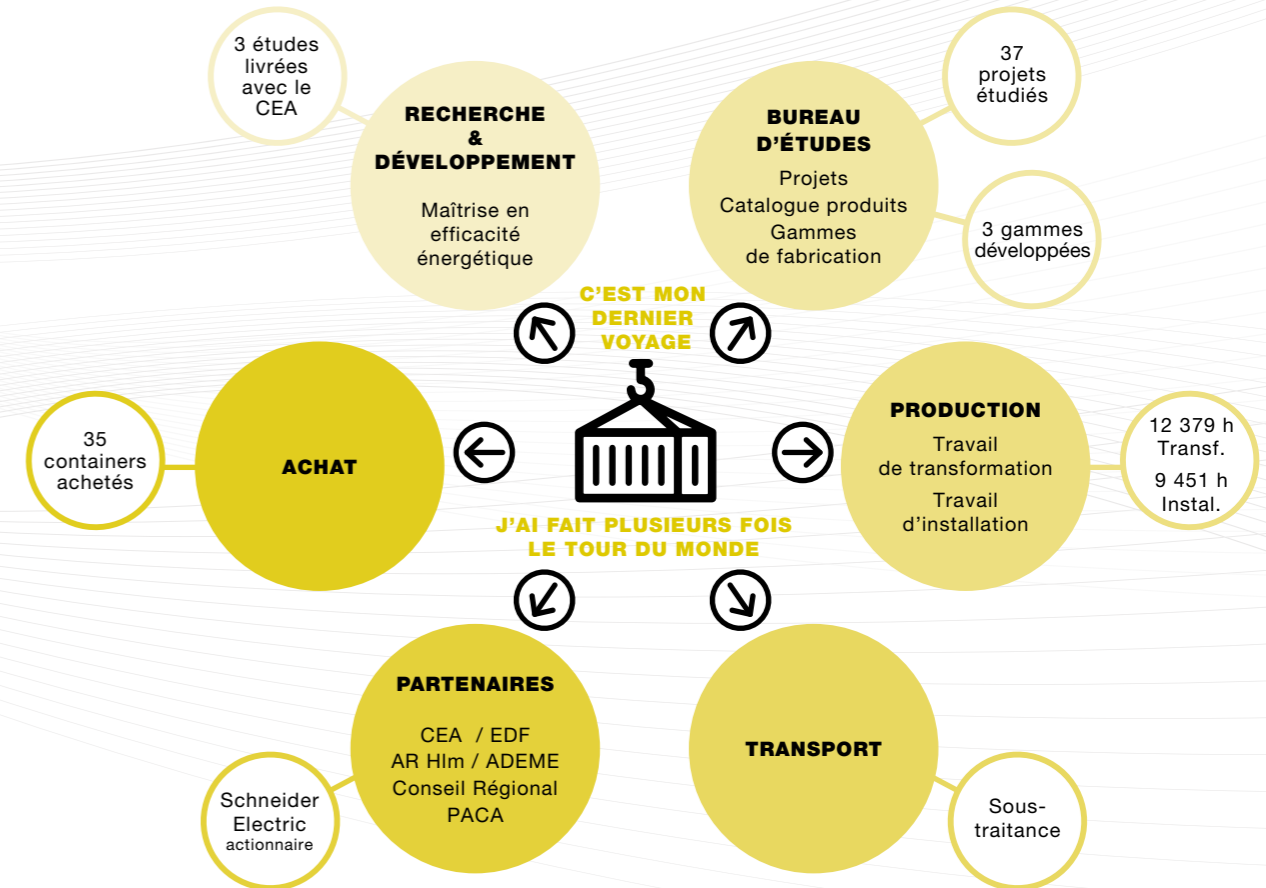 3 études
livrées
avec le
CEA
RECHERCHE
&
DÉVELOPPEMENT
Maîtrise en
efficacité
énergétique
BUREAU
D'ÉTUDES
Projets
Catalogue produits
Gammes
de fabrication
37
projets
étudiés
3 gammes
développées
C'EST MON
DERNIER
VOYAGE
35
containers
achetés
ACHAT
PRODUCTION
Travail
de transformation
Travail
d'installation
12 379 h
Transf.
9 451 h
Instal.
J'AI FAIT PLUSIEURS FOIS
LE TOUR DU MONDE
PARTENAIRES
CEA / EDF
AR Hlm / ADEME
Conseil Régional
PACA
Schneider
Electric
actionnaire
TRANSPORT
Sous-
traitance